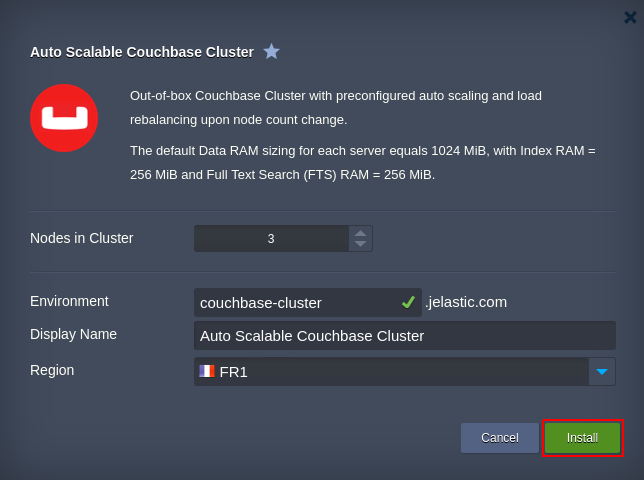 Auto Scalable Couchbase Cluster
Out-of-box Couchbase Cluster with preconfigured auto scaling and load
rebalancing upon node count change.
The default Data RAM sizing for each server equals 1024 MiB, with Index RAM =
256 MiB and Full Text Search (FTS) RAM = 256 MiB.
Nodes in Cluster 3
Environment couchbase-cluster .jelastic.com
Display Name Auto Scalable Couchbase Cluster
Region FR1
Cancel Install